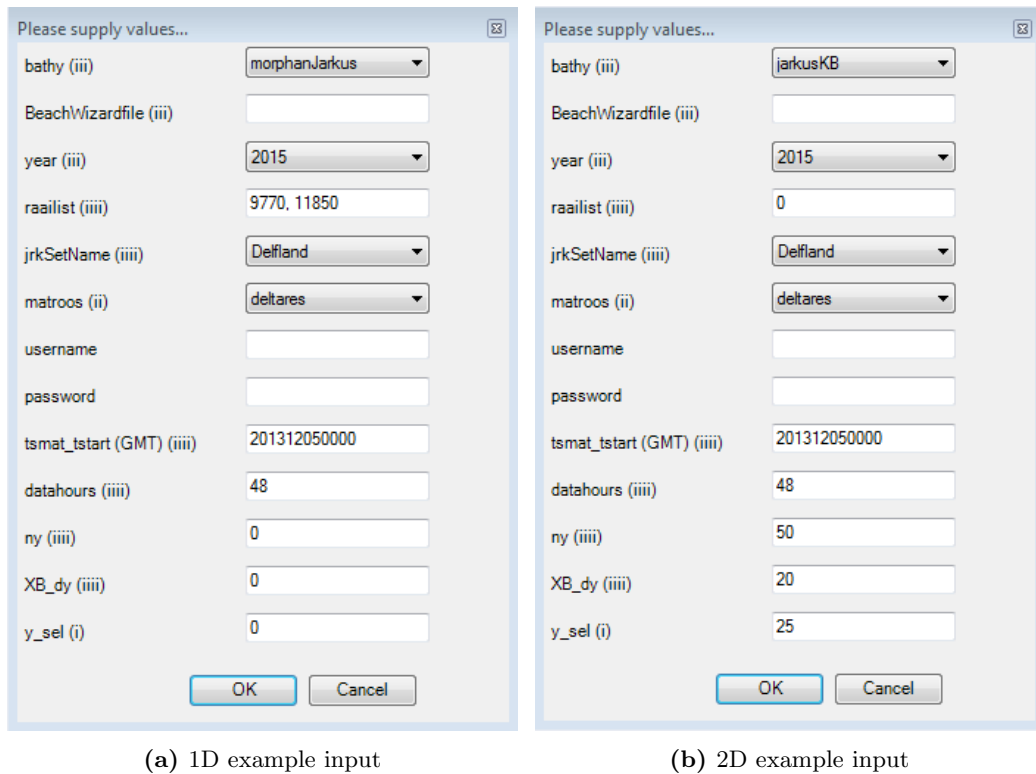 Please supply values...
bathy (iii) morphanJarkus
BeachWizardfile (iii)
year (iii) 2015
raailist (iiii) 9770, 11850
jrkSetName (iiii) Delfland
matroos (ii) deltares
username
password
tsmat_tstart (GMT) (iiii) 201312050000
datahours (iiii) 48
ny (iiii) 0
XB_dy (iiii) 0
y_sel (i) 0
OK Cancel
(a) 1D example input
Please supply values...
bathy (iii) jarkusKB
BeachWizardfile (iii)
year (iii) 2015
raailist (iiii) 0
jrkSetName (iiii) Delfland
matroos (ii) deltares
username
password
tsmat_tstart (GMT) (iiii) 201312050000
datahours (iiii) 48
ny (iiii) 50
XB_dy (iiii) 20
y_sel (i) 25
OK Cancel
(b) 2D example input